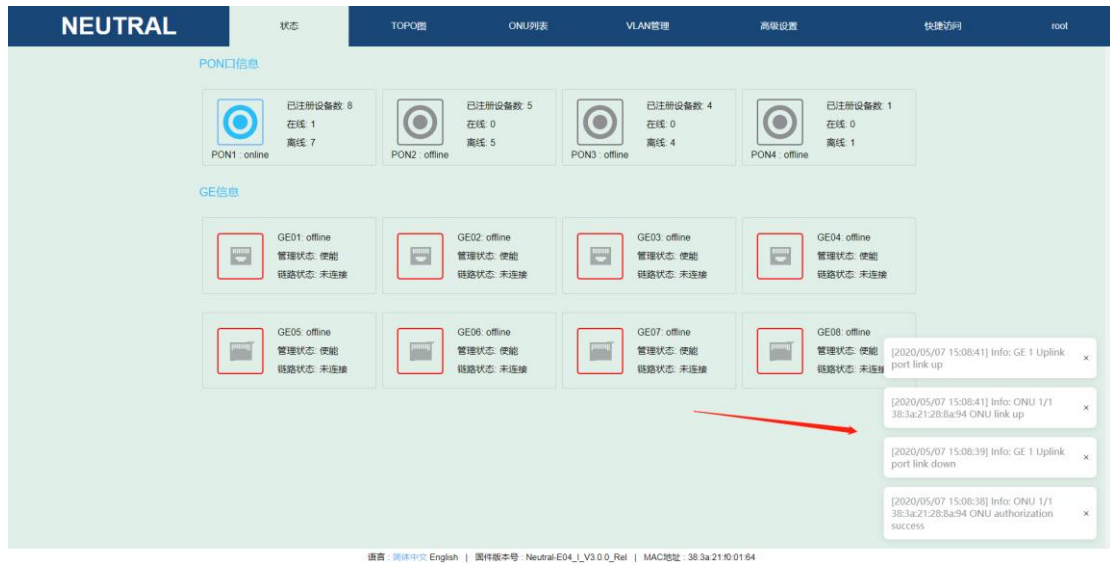 NEUTRAL 状态 TOPO图 ONU列表 VLAN管理 高级设置 快捷访问 root
PON口信息
已注册设备数: 8
在线: 1
离线: 7
PON1 : online
已注册设备数: 5
在线: 0
离线: 5
PON2 : offline
已注册设备数: 4
在线: 0
离线: 4
PON3 : offline
已注册设备数: 1
在线: 0
离线: 1
PON4 : offline
GE信息
GE01: offline
管理状态: 使能
链路状态: 未连接
GE02: offline
管理状态: 使能
链路状态: 未连接
GE03: offline
管理状态: 使能
链路状态: 未连接
GE04: offline
管理状态: 使能
链路状态: 未连接
GE05: offline
管理状态: 使能
链路状态: 未连接
GE06: offline
管理状态: 使能
链路状态: 未连接
GE07: offline
管理状态: 使能
链路状态: 未连接
GE08: offline
管理状态: 使能
链路状态: 未连
[2020/05/07 15:08:41] Info: GE 1 Uplink
port link up
[2020/05/07 15:08:41] Info: ONU 1/1
38:3a:21:28:8a:94 ONU link up
[2020/05/07 15:08:39] Info: GE 1 Uplink
port link down
[2020/05/07 15:08:38] Info: ONU 1/1
38:3a:21:28:8a:94 ONU authorization
success
语言 : 简体中文 English | 固件版本号 : Neutral-E04_I_V3.0.0_Rel | MAC地址 : 38:3a:21:f0:01:64